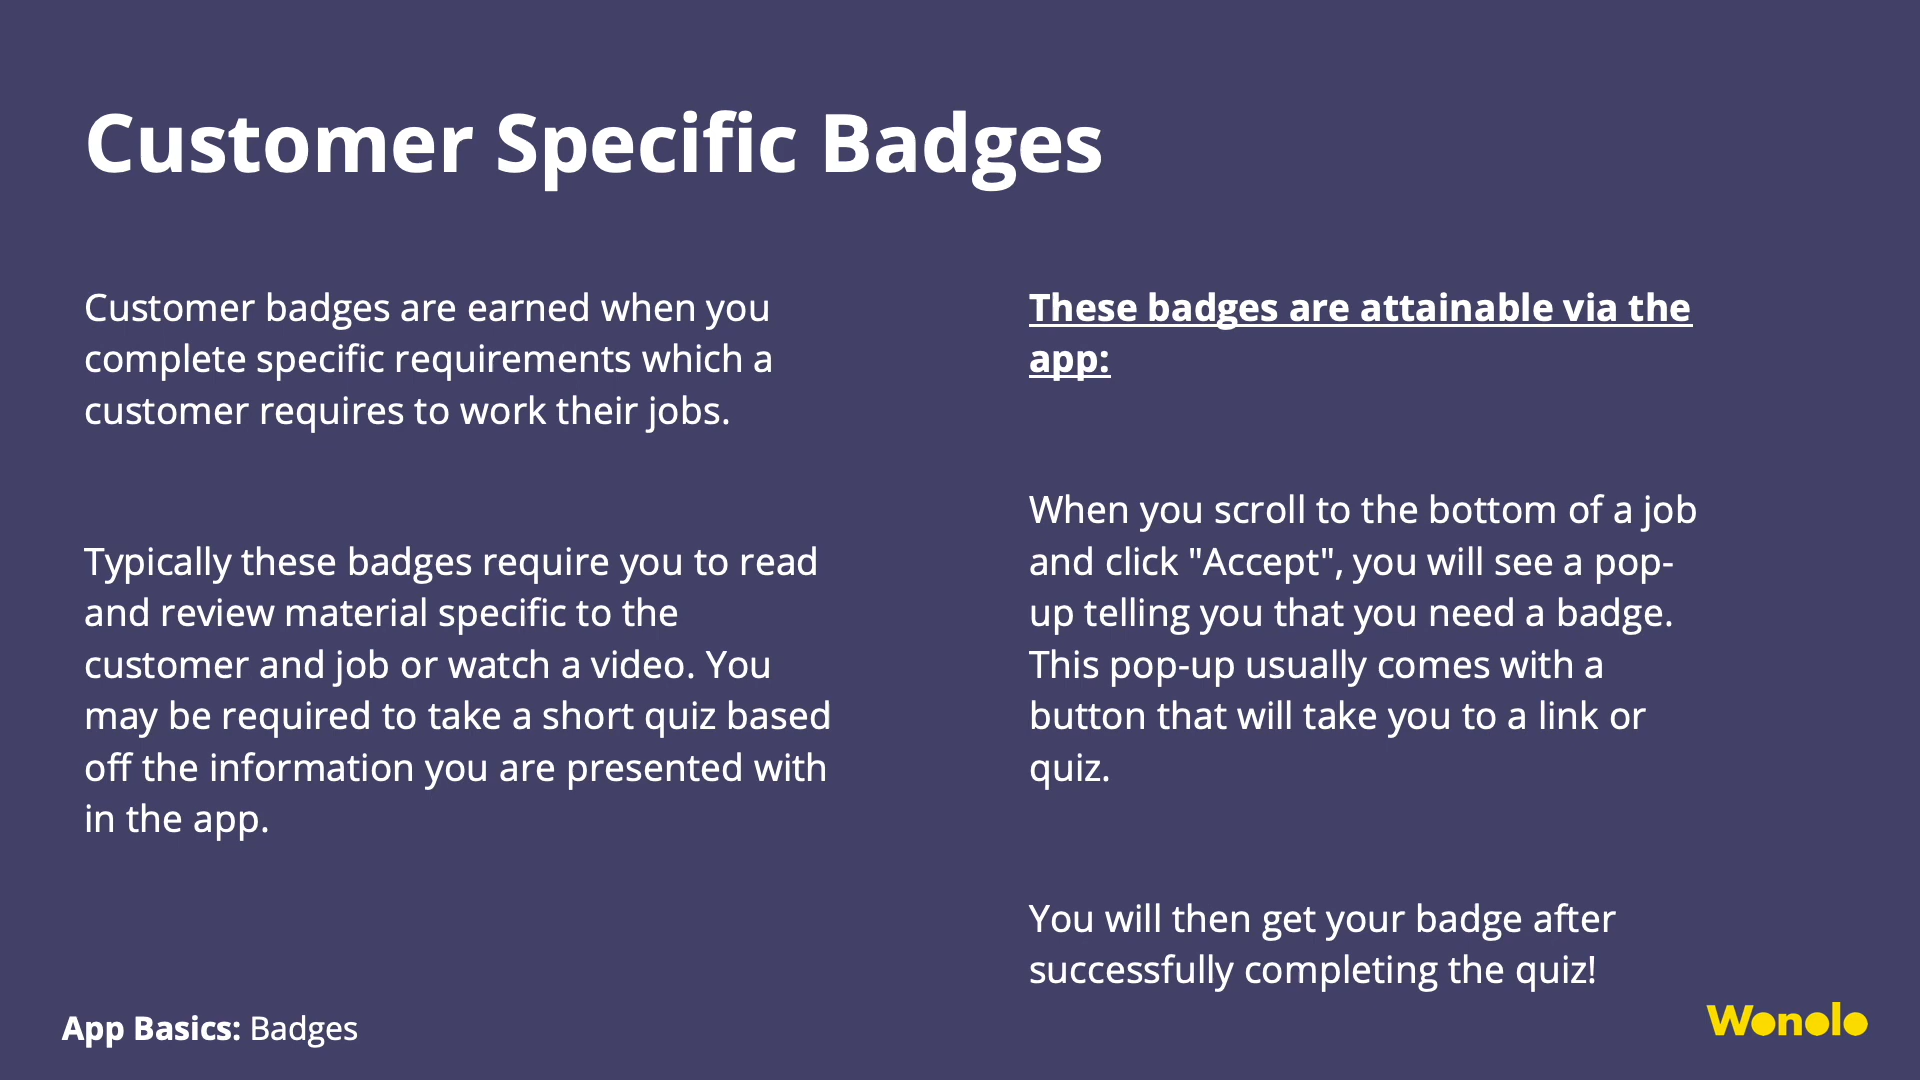 Customer Specific Badges
Customer badges are earned when you
complete specific requirements which a
customer requires to work their jobs.
Typically these badges require you to read
and review material specific to the
customer and job or watch a video. You
may be required to take a short quiz based
off the information you are presented with
in the app.
These badges are attainable via the
app:
When you scroll to the bottom of a job
and click "Accept", you will see a pop-
up telling you that you need a badge.
This pop-up usually comes with a
button that will take you to a link or
quiz.
You will then get your badge after
successfully completing the quiz!
App Basics: Badges
Wonolo